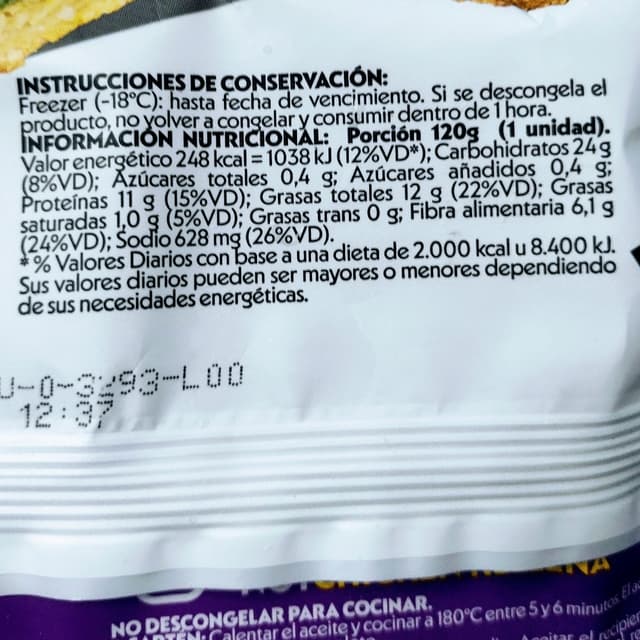 INSTRUCCIONES DE CONSERVACIÓN:
Freezer (-18°C): hasta fecha de vencimiento. Si se descongela el
producto, no volver a congelar y consumir dentro de 1 hora.
INFORMACIÓN NUTRICIONAL: Porción 120g (1 unidad).
Valor energético 248 kcal = 1038 kJ (12%VD*); Carbohidratos 24 g
(8%VD); Azúcares totales 0,4 g; Azúcares añadidos 0,4 g;
Proteínas 11 g (15%VD); Grasas totales 12 g (22%VD); Grasas
saturadas 1,0 g (5%VD); Grasas trans 0 g; Fibra alimentaria 6,1 g
(24%VD); Sodio 628 mg (26%VD).
*% Valores Diarios con base a una dieta de 2.000 kcal u 8.400 kJ.
Sus valores diarios pueden ser mayores o menores dependiendo
de sus necesidades energéticas.
12:37
NO DESCONGELAR PARA COCINAR.
Calentar el aceite y cocinar a 180°C entre 5 y 6 minutos.